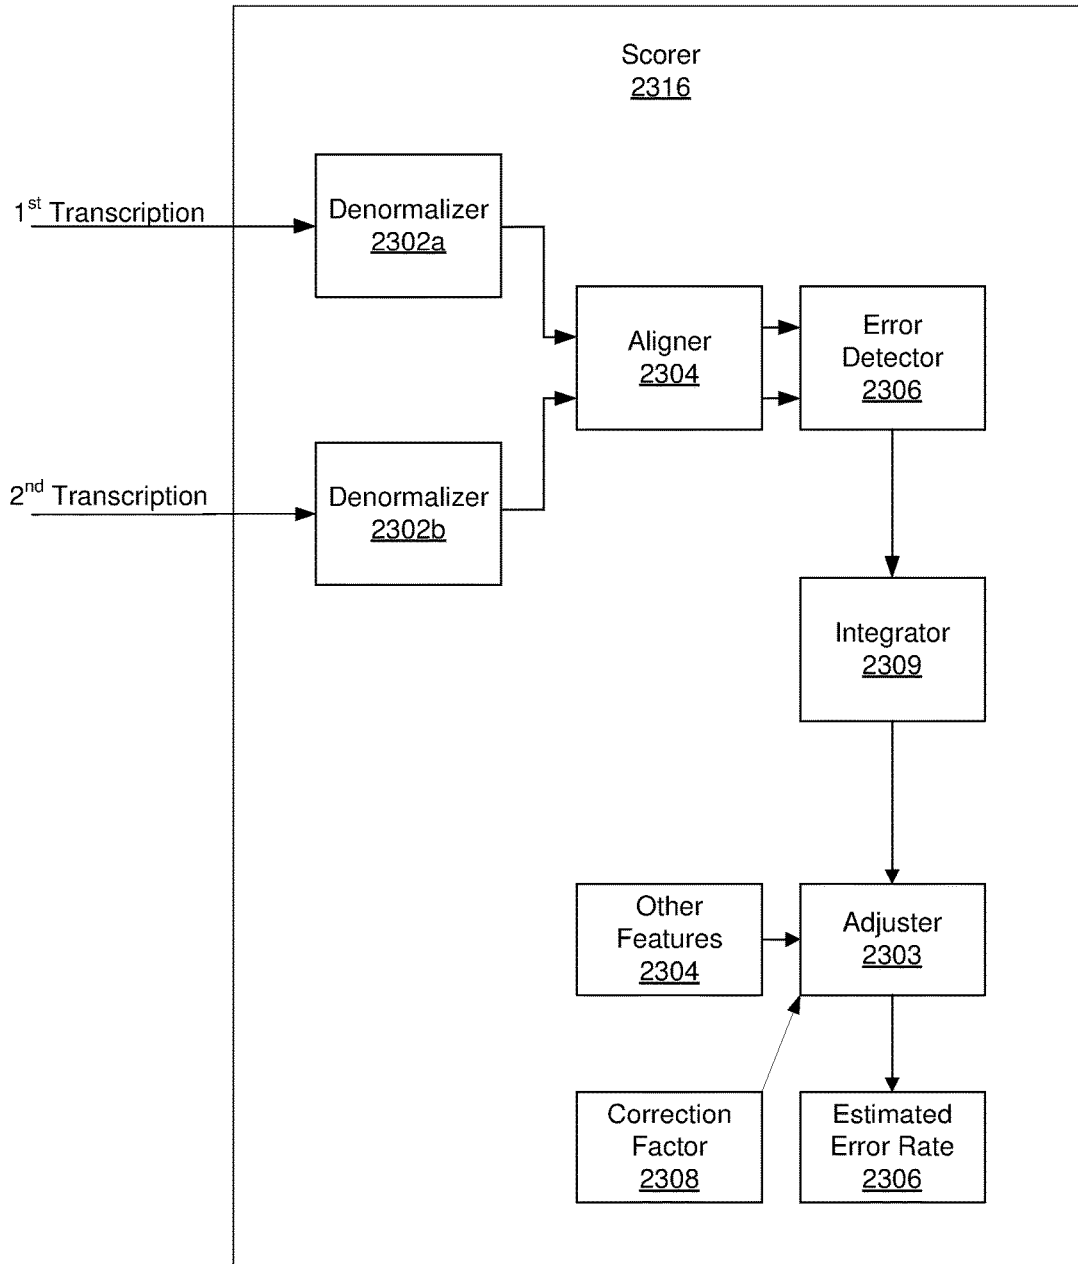 Scorer
2316
1st Transcription
Denormalizer
2302a
Aligner
2304
Error
Detector
2306
2nd Transcription
Denormalizer
2302b
Integrator
2309
Other
Features
2304
Adjuster
2303
Correction
Factor
2308
Estimated
Error Rate
2306